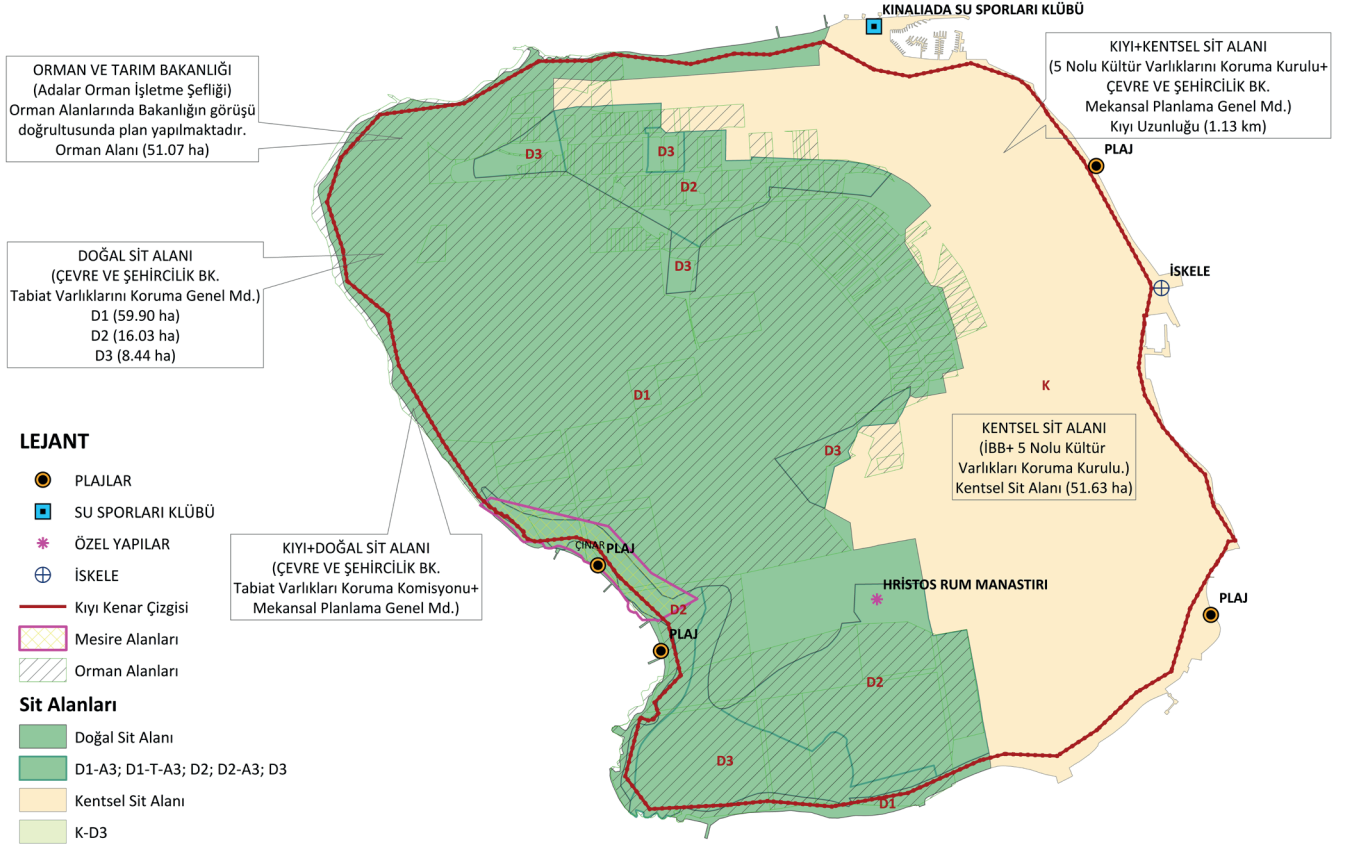 KINALIADA SU SPORLARI KLÜBÜ
ORMAN VE TARIM BAKANLIĞI
(Adalar Orman İşletme Şefliği)
Orman Alanlarında Bakanlığın görüşü
doğrultusunda plan yapılmaktadır.
Orman Alanı (51.07 ha)
KIYI+KENTSEL SİT ALANI
(5 Nolu Kültür Varlıklarını Koruma Kurulu+
ÇEVRE VE ŞEHİRCİLİK BK.
Mekansal Planlama Genel Md.)
Kıyı Uzunluğu (1.13 km)
PLAJ
D3
D3
D2
DOĞAL SİT ALANI
(ÇEVRE VE ŞEHİRCİLİK BK.
Tabiat Varlıklarını Koruma Genel Md.)
D1 (59.90 ha)
D2 (16.03 ha)
D3 (8.44 ha)
D3
İSKELE
D1
K
KENTSEL SİT ALANI
(İBB+ 5 Nolu Kültür
Varlıkları Koruma Kurulu.)
Kentsel Sit Alanı (51.63 ha)
D3
KIYI+DOĞAL SİT ALANI
(ÇEVRE VE ŞEHİRCİLİK BK.
Tabiat Varlıkları Koruma Komisyonu+
Mekansal Planlama Genel Md.)
ÇINAR PLAJ
HRİSTOS RUM MANASTIRI
D2
PLAJ
PLAJ
D2
D3
D1
LEJANT
PLAJLAR
SU SPORLARI KLÜBÜ
ÖZEL YAPILAR
İSKELE
Kıyı Kenar Çizgisi
Mesire Alanları
Orman Alanları
Sit Alanları
Doğal Sit Alanı
D1-A3; D1-T-A3; D2; D2-A3; D3
Kentsel Sit Alanı
K-D3